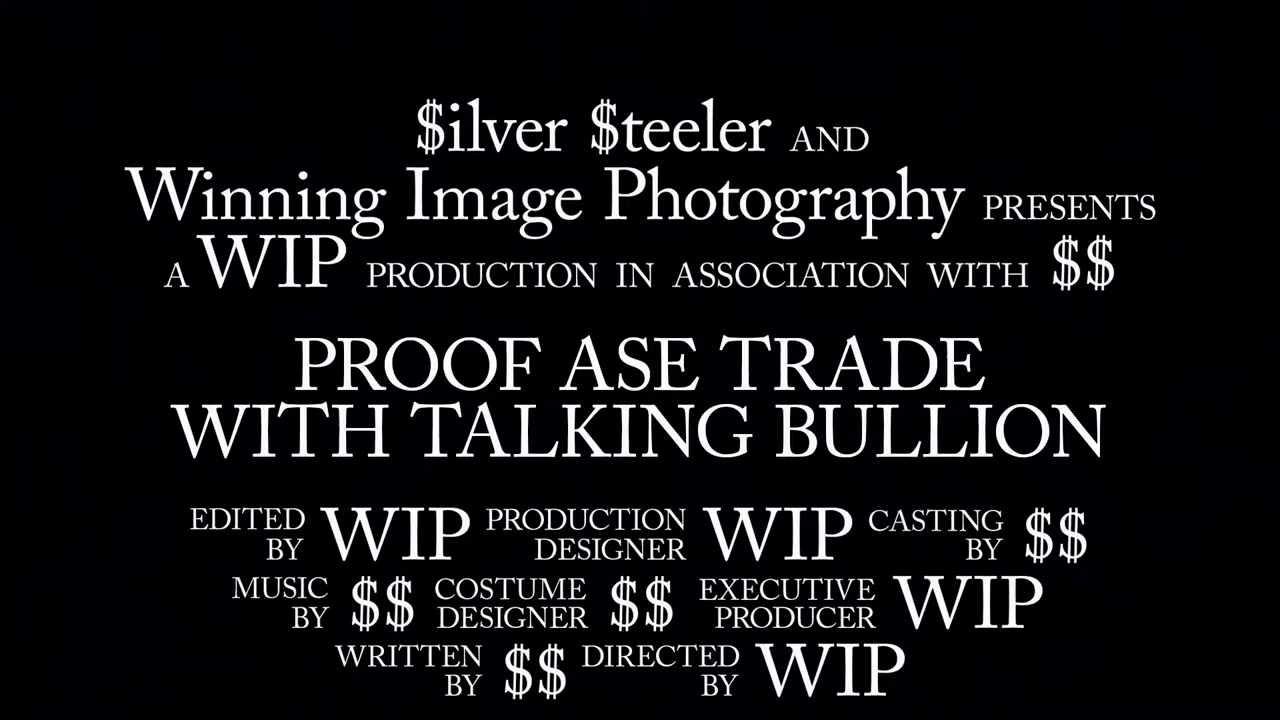 $ilver $teeler AND
Winning Image Photography PRESENTS
A WIP PRODUCTION IN ASSOCIATION WITH $$
PROOF ASE TRADE
WITH TALKING BULLION
EDITED BY WIP PRODUCTION DESIGNER WIP CASTING BY $$
MUSIC BY $$ COSTUME DESIGNER $$ EXECUTIVE PRODUCER WIP
WRITTEN BY $$ DIRECTED BY WIP